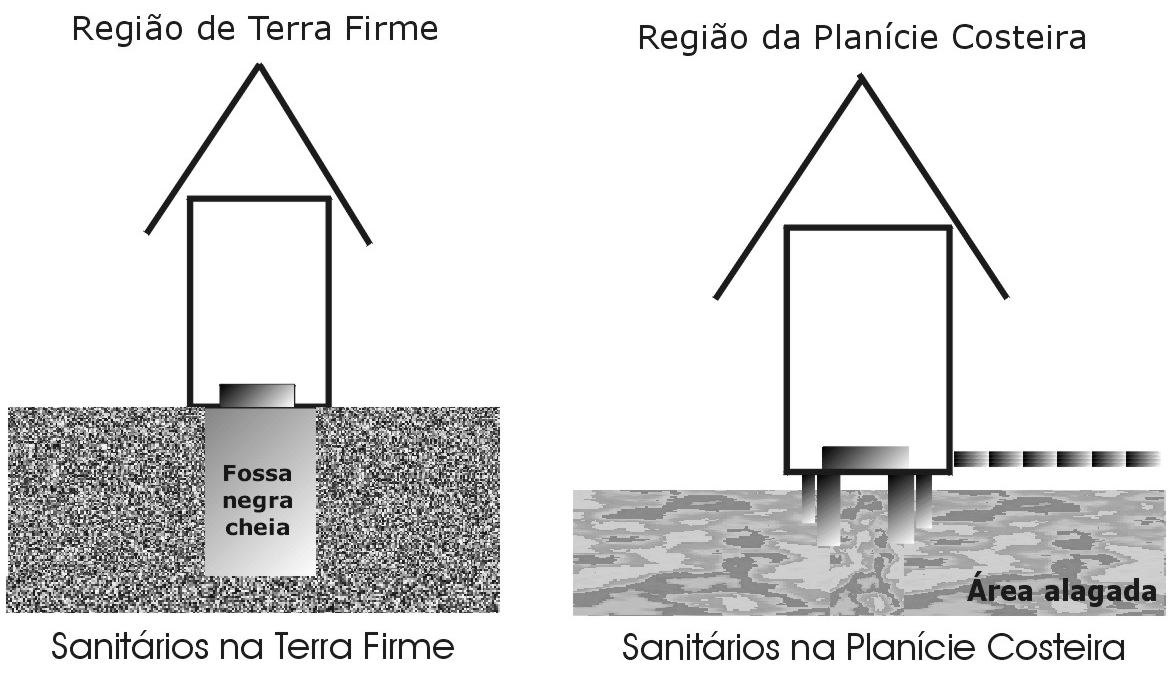 Região de Terra Firme
Região da Planície Costeira
Fossa
negra
cheia
Área alagada
Sanitários na Terra Firme
Sanitários na Planície Costeira